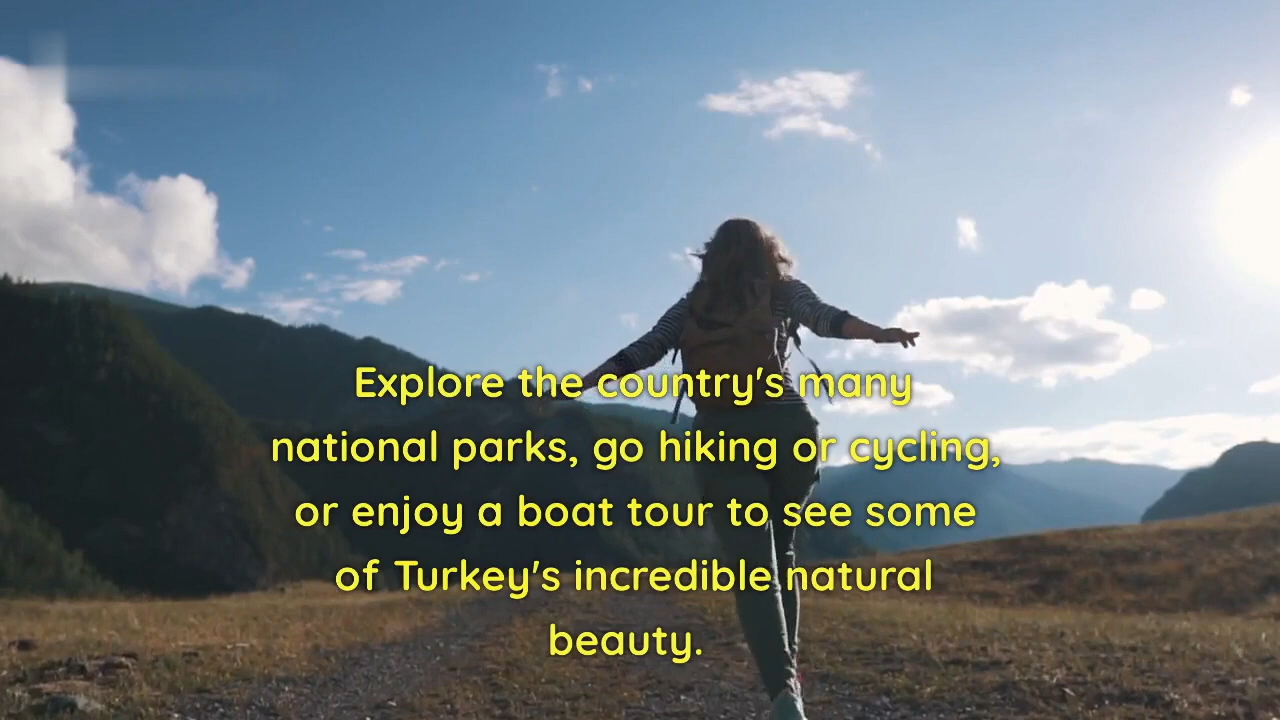 Explore the country's many
national parks, go hiking or cycling,
or enjoy a boat tour to see some
of Turkey's incredible natural
beauty.